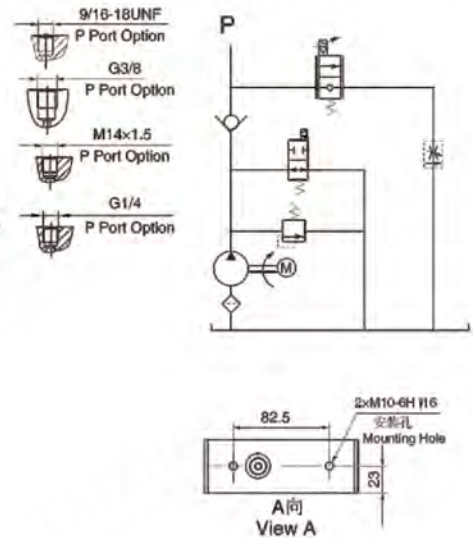 9/16-18UNF
P Port Option
G3/8
P Port Option
M14×1.5
P Port Option
G1/4
P Port Option
P
M
82.5
2×M10-6H
16
安装孔
Mounting Hole
23
A向
View A